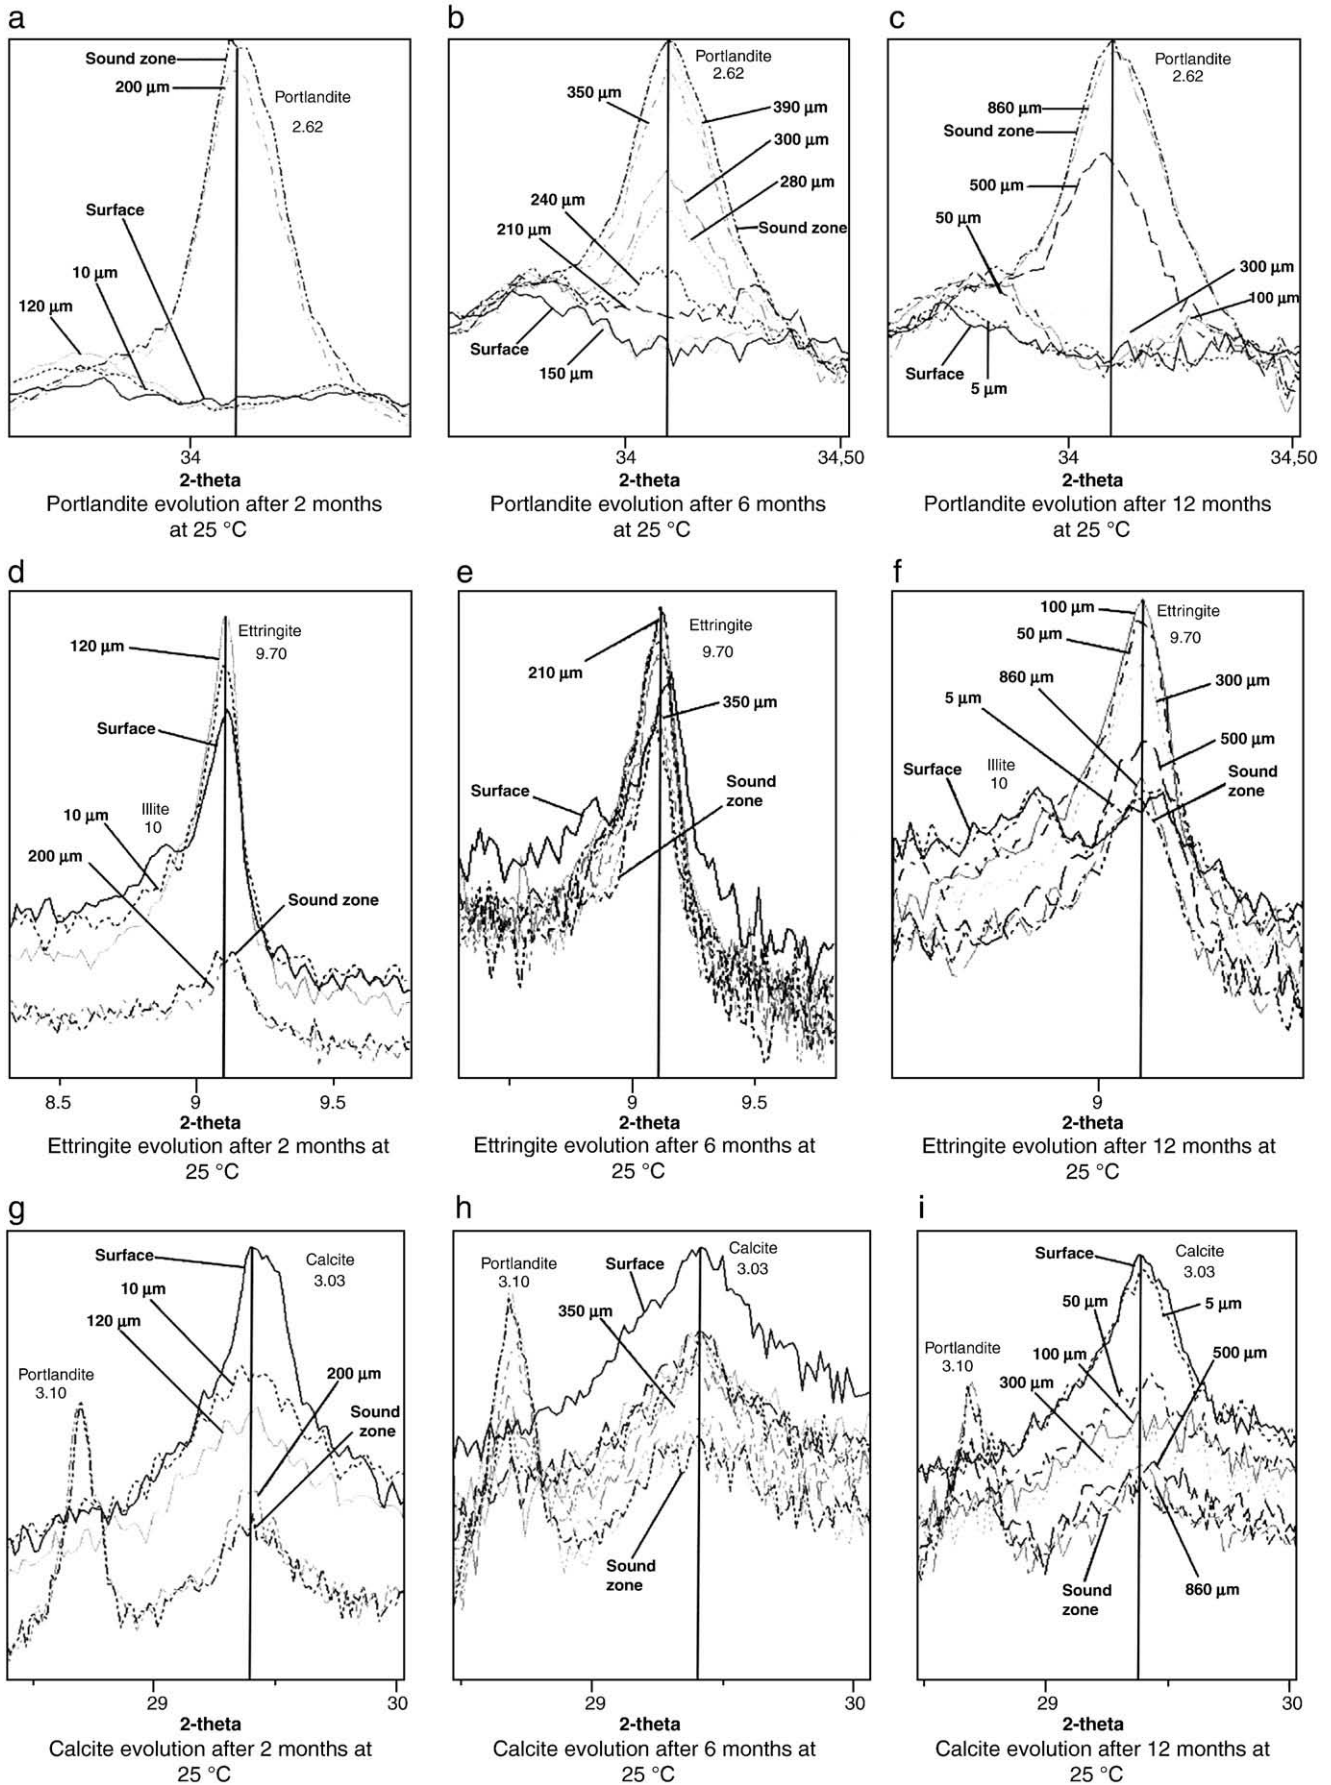 a
Sound zone
200 µm
Portlandite
2.62
Surface
10 µm
120 µm
34
2-theta
Portlandite evolution after 2 months
at 25 °C
b
Portlandite
2.62
350 µm
390 µm
300 µm
280 µm
240 µm
210 µm
Sound zone
Surface
150 µm
34
34,50
2-theta
Portlandite evolution after 6 months
at 25 °C
c
Portlandite
2.62
860 µm
Sound zone
500 µm
50 µm
300 µm
100 µm
Surface
5 µm
34
34,50
2-theta
Portlandite evolution after 12 months
at 25 °C
d
120 µm
Ettringite
9.70
Surface
Illite
10
10 µm
200 µm
Sound zone
8.5
9
9.5
2-theta
Ettringite evolution after 2 months at
25 °C
e
Ettringite
9.70
210 µm
350 µm
Surface
Sound
zone
9
9.5
2-theta
Ettringite evolution after 6 months at
25 °C
f
100 µm
Ettringite
9.70
50 µm
860 µm
300 µm
5 µm
500 µm
Surface
Illite
10
Sound
zone
9
2-theta
Ettringite evolution after 12 months at
25 °C
g
Surface
Calcite
3.03
10 µm
120 µm
Portlandite
3.10
200 µm
Sound
zone
29
30
2-theta
Calcite evolution after 2 months at
25 °C
h
Portlandite
3.10
Surface
Calcite
3.03
350 µm
Sound
zone
29
30
2-theta
Calcite evolution after 6 months at
25 °C
i
Surface
Calcite
3.03
50 µm
5 µm
Portlandite
3.10
100 µm
500 µm
300 µm
Sound
zone
860 µm
29
30
2-theta
Calcite evolution after 12 months at
25 °C